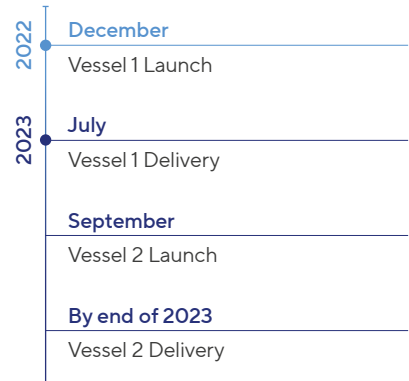 2022
December
Vessel 1 Launch
2023
July
Vessel 1 Delivery
September
Vessel 2 Launch
By end of 2023
Vessel 2 Delivery